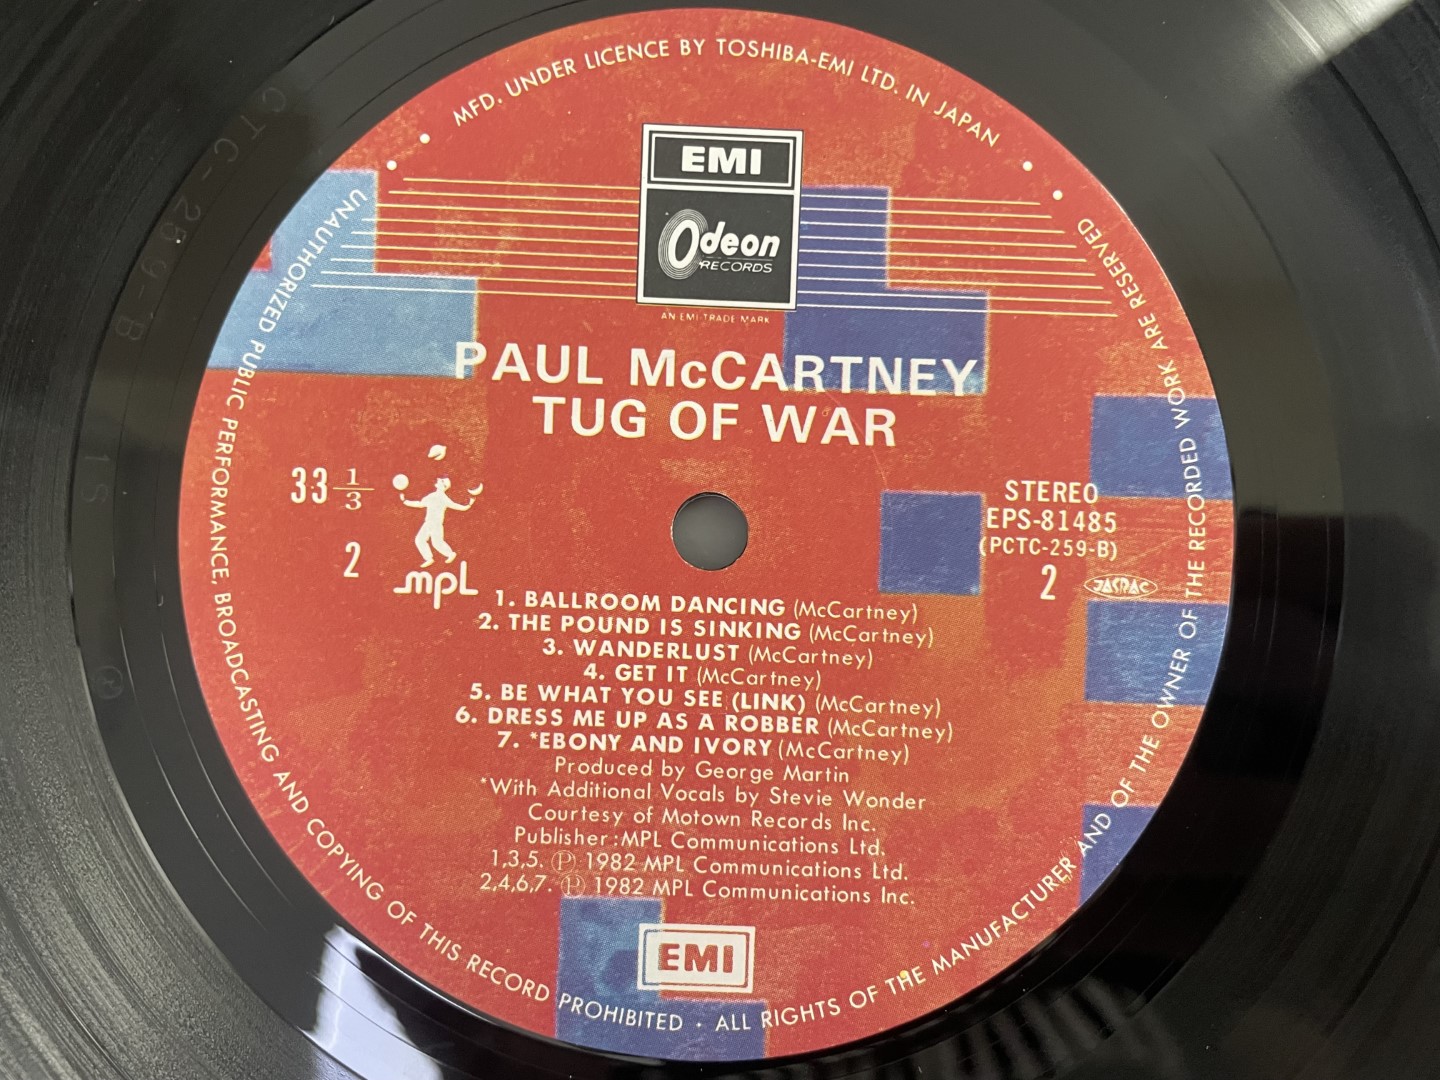 MFD. UNDER LICENCE BY TOSHIBA-EMI LTD. IN JAPAN
EMI
Odeon
RECORDS
AN EMI TRADE MARK
PAUL McCARTNEY
TUG OF WAR
33 1/3
2
mpL
STEREO
EPS-81485
(PCTC-259-B)
2
JASRAC
1. BALLROOM DANCING (McCartney)
2. THE POUND IS SINKING (McCartney)
3. WANDERLUST (McCartney)
4. GET IT (McCartney)
5. BE WHAT YOU SEE (LINK) (McCartney)
6. DRESS ME UP AS A ROBBER (McCartney)
7. *EBONY AND IVORY (McCartney)
Produced by George Martin
*With Additional Vocals by Stevie Wonder
Courtesy of Motown Records Inc.
Publisher:MPL Communications Ltd.
1,3,5. Ⓟ 1982 MPL Communications Ltd.
2,4,6,7. Ⓟ 1982 MPL Communications Inc.
EMI
UNAUTHORIZED PUBLIC PERFORMANCE, BROADCASTING AND COPYING OF THIS RECORD PROHIBITED · ALL RIGHTS OF THE MANUFACTURER AND OF THE OWNER OF THE RECORDED WORK ARE RESERVED
CTC-259-B
1S